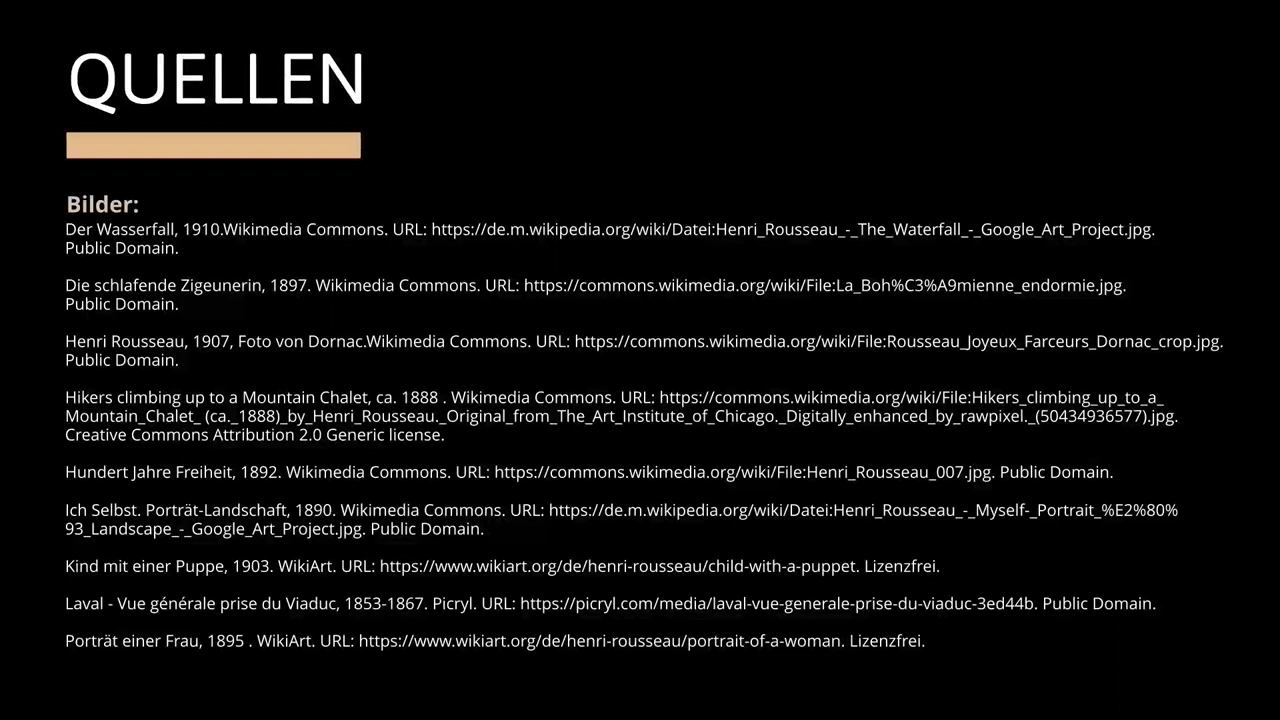 QUELLEN
Bilder:
Der Wasserfall, 1910.Wikimedia Commons. URL: https://de.m.wikipedia.org/wiki/Datei:Henri_Rousseau_-_The_Waterfall_-_Google_Art_Project.jpg.
Public Domain.
Die schlafende Zigeunerin, 1897. Wikimedia Commons. URL: https://commons.wikimedia.org/wiki/File:La_Boh%C3%A9mienne_endormie.jpg.
Public Domain.
Henri Rousseau, 1907, Foto von Dornac.Wikimedia Commons. URL: https://commons.wikimedia.org/wiki/File:Rousseau_Joyeux_Farceurs_Dornac_crop.jpg.
Public Domain.
Hikers climbing up to a Mountain Chalet, ca. 1888 . Wikimedia Commons. URL: https://commons.wikimedia.org/wiki/File:Hikers_climbing_up_to_a_
Mountain_Chalet_ (ca._1888)_by_Henri_Rousseau._Original_from_The_Art_Institute_of_Chicago._Digitally_enhanced_by_rawpixel._(50434936577).jpg.
Creative Commons Attribution 2.0 Generic license.
Hundert Jahre Freiheit, 1892. Wikimedia Commons. URL: https://commons.wikimedia.org/wiki/File:Henri_Rousseau_007.jpg. Public Domain.
Ich Selbst. Porträt-Landschaft, 1890. Wikimedia Commons. URL: https://de.m.wikipedia.org/wiki/Datei:Henri_Rousseau_-_Myself-_Portrait_%E2%80%
93_Landscape_-_Google_Art_Project.jpg. Public Domain.
Kind mit einer Puppe, 1903. WikiArt. URL: https://www.wikiart.org/de/henri-rousseau/child-with-a-puppet. Lizenzfrei.
Laval - Vue générale prise du Viaduc, 1853-1867. Picryl. URL: https://picryl.com/media/laval-vue-generale-prise-du-viaduc-3ed44b. Public Domain.
Porträt einer Frau, 1895 . WikiArt. URL: https://www.wikiart.org/de/henri-rousseau/portrait-of-a-woman. Lizenzfrei.